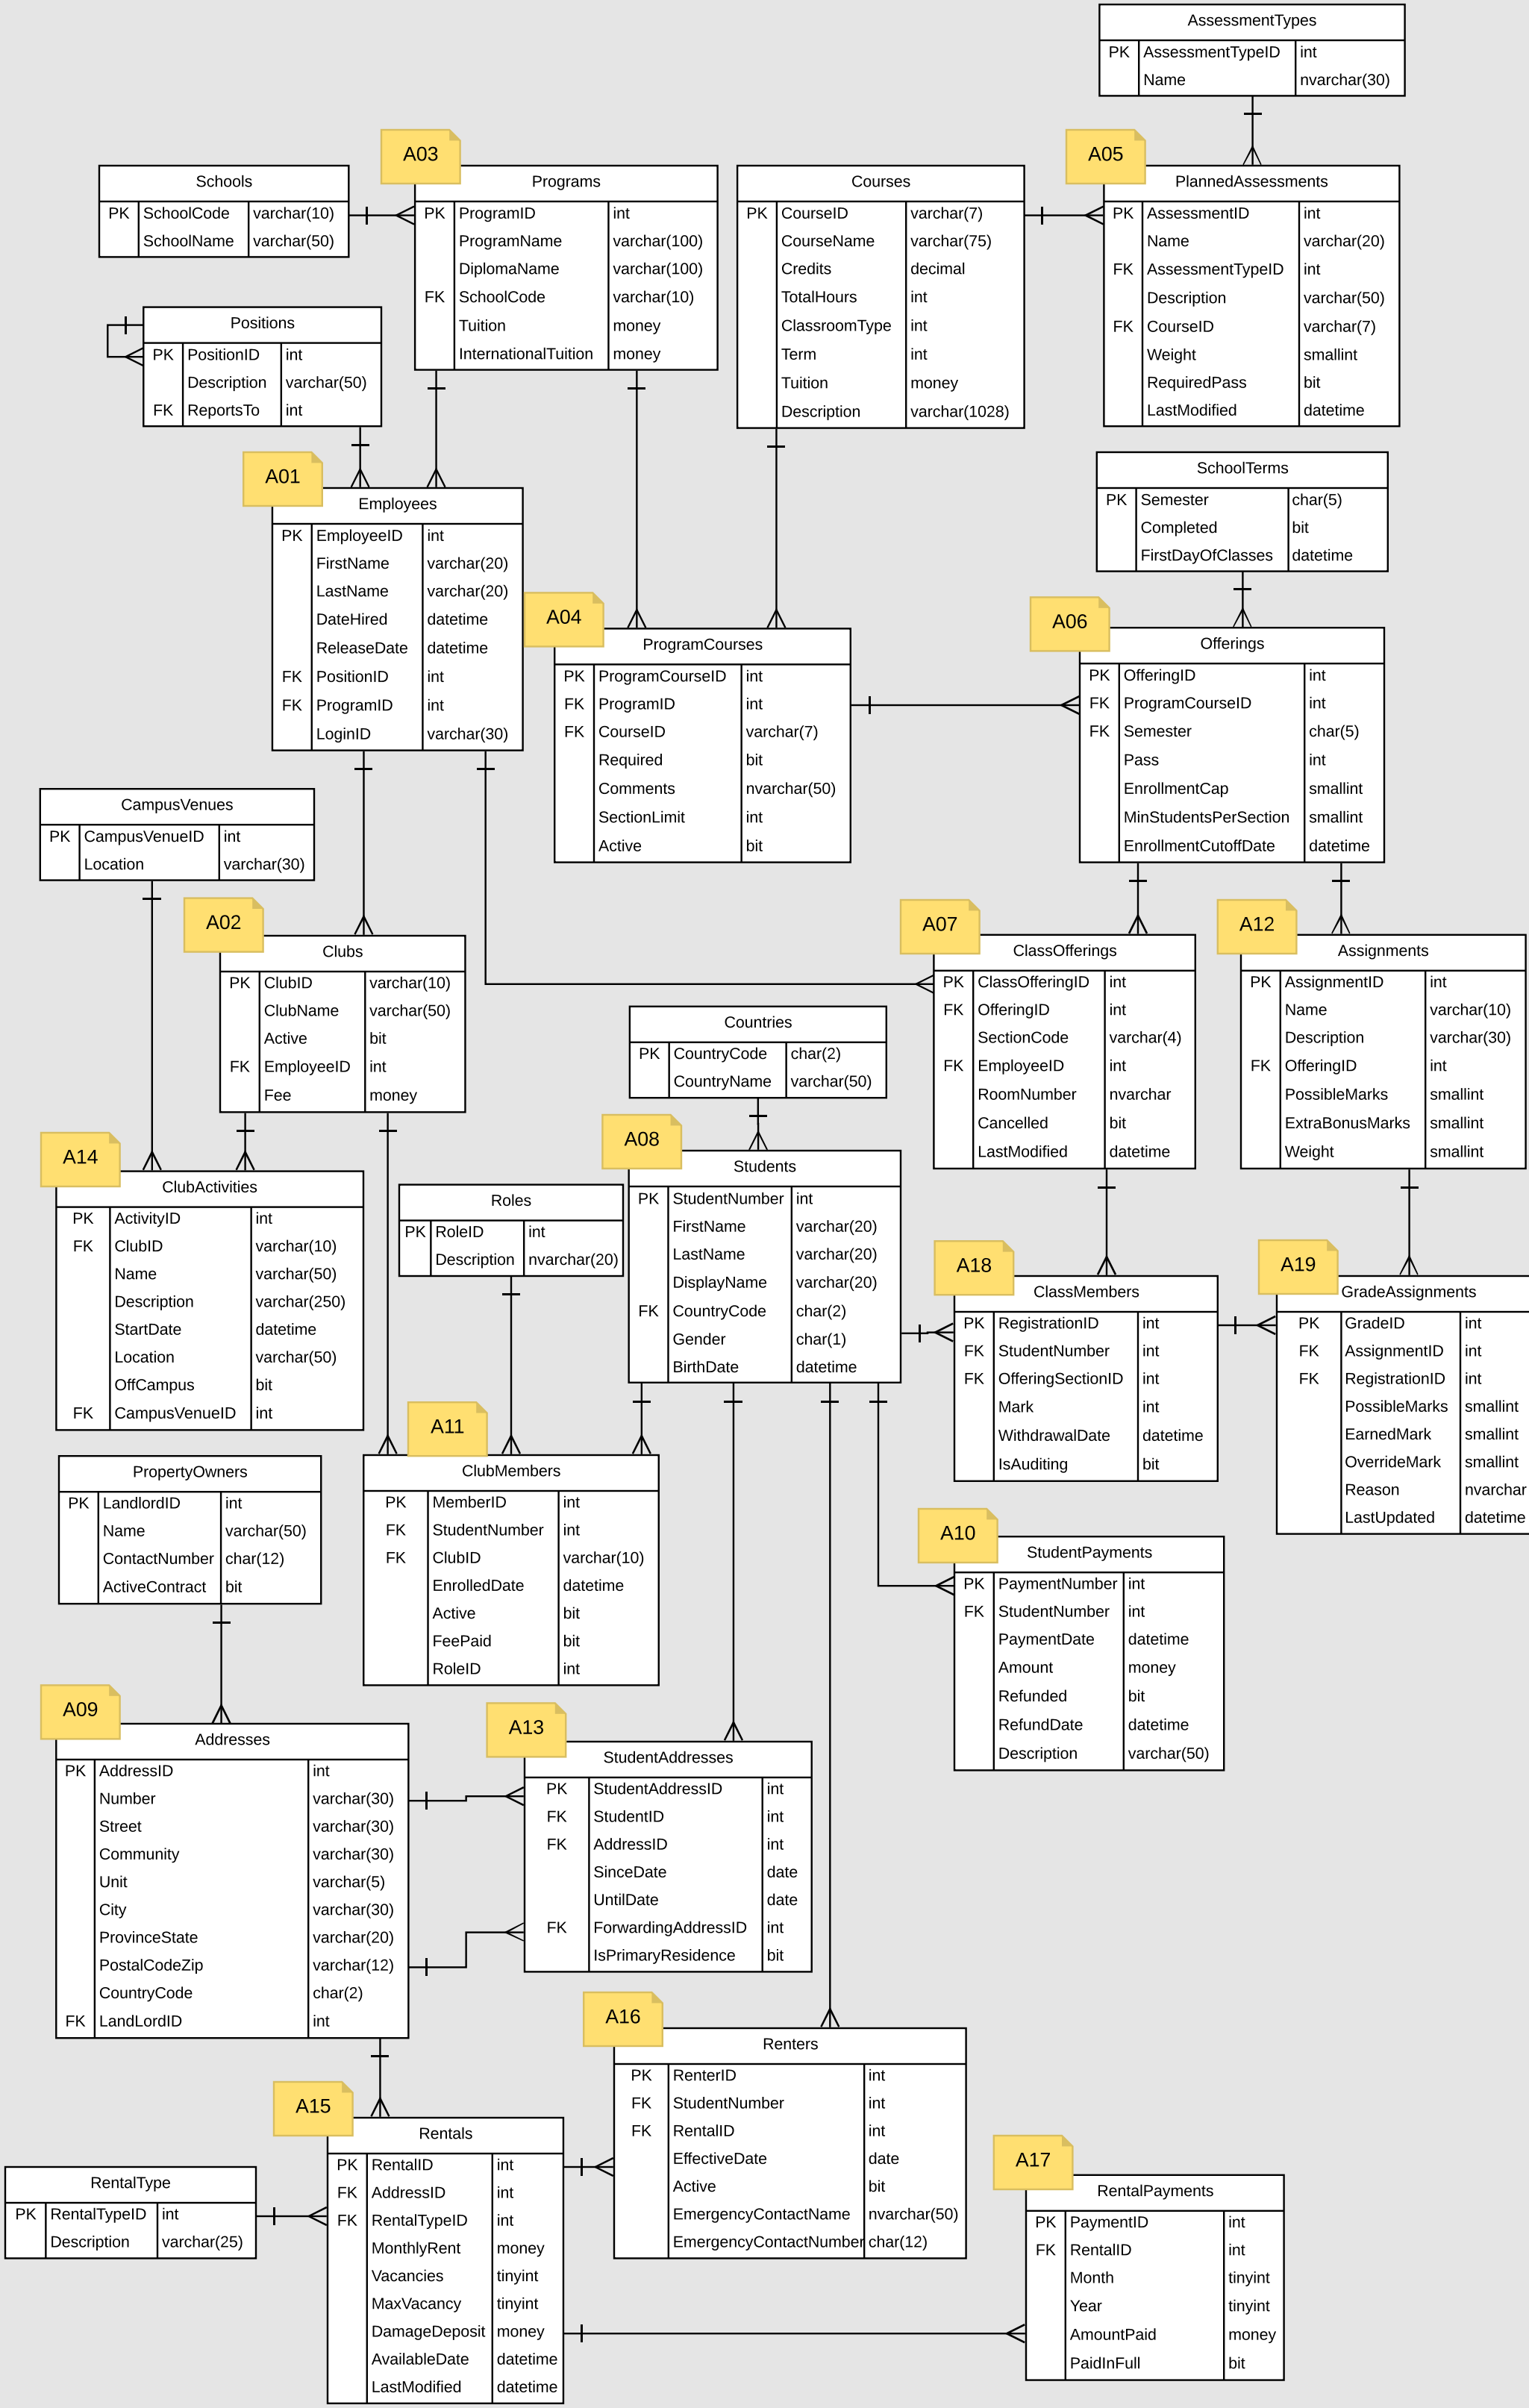 AssessmentTypes
PK AssessmentTypeID int
Name nvarchar(30)
A03
A05
Schools
PK SchoolCode varchar(10)
SchoolName varchar(50)
Programs
PK ProgramID int
ProgramName varchar(100)
DiplomaName varchar(100)
FK SchoolCode varchar(10)
Tuition money
InternationalTuition money
Courses
PK CourseID varchar(7)
CourseName varchar(75)
Credits decimal
TotalHours int
ClassroomType int
Term int
Tuition money
Description varchar(1028)
PlannedAssessments
PK AssessmentID int
Name varchar(20)
FK AssessmentTypeID int
Description varchar(50)
FK CourseID varchar(7)
Weight smallint
RequiredPass bit
LastModified datetime
Positions
PK PositionID int
Description varchar(50)
FK ReportsTo int
A01
Employees
PK EmployeeID int
FirstName varchar(20)
LastName varchar(20)
DateHired datetime
ReleaseDate datetime
FK PositionID int
FK ProgramID int
LoginID varchar(30)
SchoolTerms
PK Semester char(5)
Completed bit
FirstDayOfClasses datetime
A04
ProgramCourses
PK ProgramCourseID int
FK ProgramID int
FK CourseID varchar(7)
Required bit
Comments nvarchar(50)
SectionLimit int
Active bit
A06
Offerings
PK OfferingID int
FK ProgramCourseID int
FK Semester char(5)
Pass int
EnrollmentCap smallint
MinStudentsPerSection smallint
EnrollmentCutoffDate datetime
CampusVenues
PK CampusVenueID int
Location varchar(30)
A02
Clubs
PK ClubID varchar(10)
ClubName varchar(50)
Active bit
FK EmployeeID int
Fee money
A07
ClassOfferings
PK ClassOfferingID int
FK OfferingID int
SectionCode varchar(4)
FK EmployeeID int
RoomNumber nvarchar
Cancelled bit
LastModified datetime
A12
Assignments
PK AssignmentID int
Name varchar(10)
Description varchar(30)
FK OfferingID int
PossibleMarks smallint
ExtraBonusMarks smallint
Weight smallint
Countries
PK CountryCode char(2)
CountryName varchar(50)
A14
ClubActivities
PK ActivityID int
FK ClubID varchar(10)
Name varchar(50)
Description varchar(250)
StartDate datetime
Location varchar(50)
OffCampus bit
FK CampusVenueID int
Roles
PK RoleID int
Description nvarchar(20)
A08
Students
PK StudentNumber int
FirstName varchar(20)
LastName varchar(20)
DisplayName varchar(20)
FK CountryCode char(2)
Gender char(1)
BirthDate datetime
A18
ClassMembers
PK RegistrationID int
FK StudentNumber int
FK OfferingSectionID int
Mark int
WithdrawalDate datetime
IsAuditing bit
A19
GradeAssignments
PK GradeID int
FK AssignmentID int
FK RegistrationID int
PossibleMarks smallint
EarnedMark smallint
OverrideMark smallint
Reason nvarchar
LastUpdated datetime
PropertyOwners
PK LandlordID int
Name varchar(50)
ContactNumber char(12)
ActiveContract bit
A11
ClubMembers
PK MemberID int
FK StudentNumber int
FK ClubID varchar(10)
EnrolledDate datetime
Active bit
FeePaid bit
RoleID int
A10
StudentPayments
PK PaymentNumber int
FK StudentNumber int
PaymentDate datetime
Amount money
Refunded bit
RefundDate datetime
Description varchar(50)
A09
Addresses
PK AddressID int
Number varchar(30)
Street varchar(30)
Community varchar(30)
Unit varchar(5)
City varchar(30)
ProvinceState varchar(20)
PostalCodeZip varchar(12)
CountryCode char(2)
FK LandLordID int
A13
StudentAddresses
PK StudentAddressID int
FK StudentID int
FK AddressID int
SinceDate date
UntilDate date
FK ForwardingAddressID int
IsPrimaryResidence bit
A16
Renters
PK RenterID int
FK StudentNumber int
FK RentalID int
EffectiveDate date
Active bit
EmergencyContactName nvarchar(50)
EmergencyContactNumber char(12)
A15
Rentals
PK RentalID int
FK AddressID int
FK RentalTypeID int
MonthlyRent money
Vacancies tinyint
MaxVacancy tinyint
DamageDeposit money
AvailableDate datetime
LastModified datetime
RentalType
PK RentalTypeID int
Description varchar(25)
A17
RentalPayments
PK PaymentID int
FK RentalID int
Month tinyint
Year tinyint
AmountPaid money
PaidInFull bit